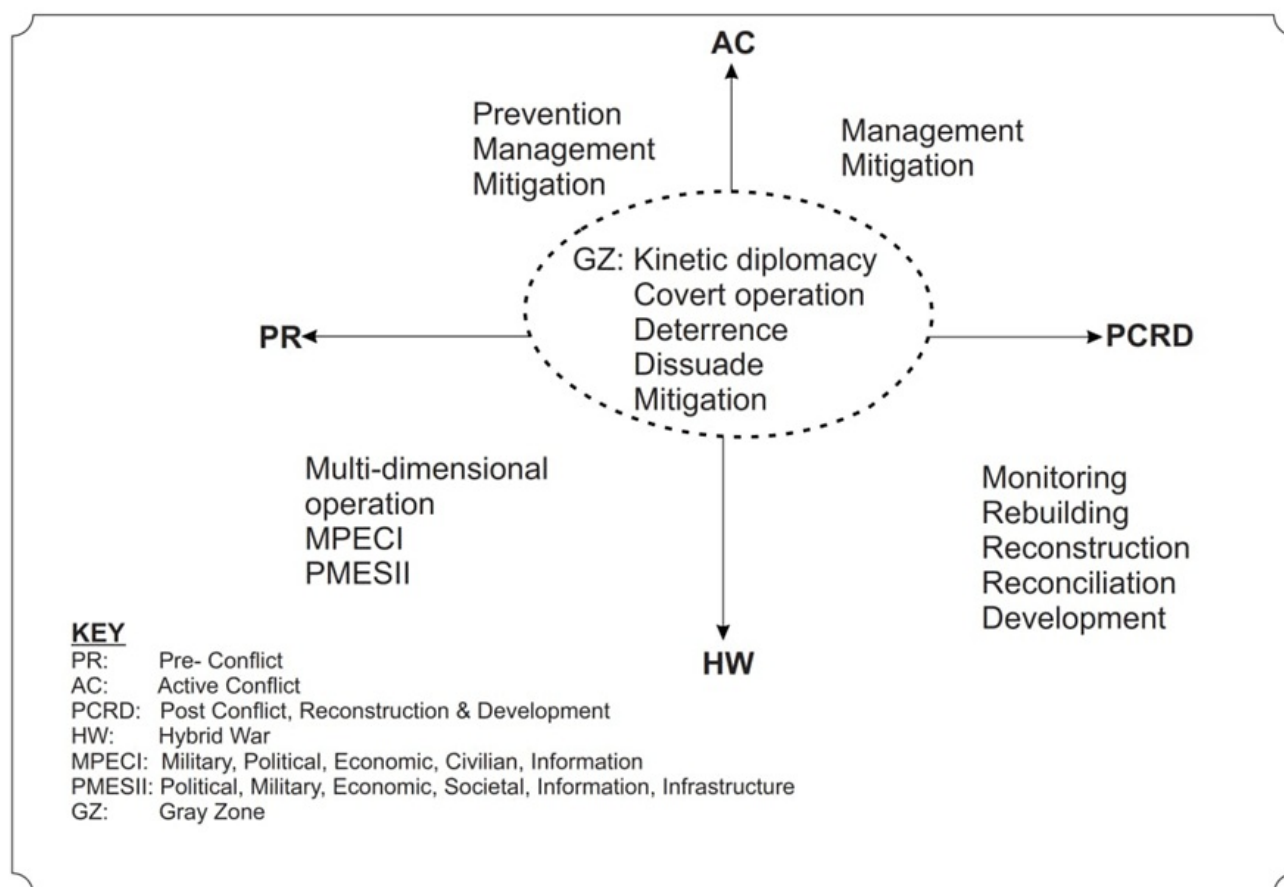 AC
Prevention
Management
Mitigation
Management
Mitigation
GZ: Kinetic diplomacy
Covert operation
Deterrence
Dissuade
Mitigation
PR
PCRD
Multi-dimensional
operation
MPECI
PMESII
Monitoring
Rebuilding
Reconstruction
Reconciliation
Development
HW
KEY
PR: Pre- Conflict
AC: Active Conflict
PCRD: Post Conflict, Reconstruction & Development
HW: Hybrid War
MPECI: Military, Political, Economic, Civilian, Information
PMESII: Political, Military, Economic, Societal, Information, Infrastructure
GZ: Gray Zone